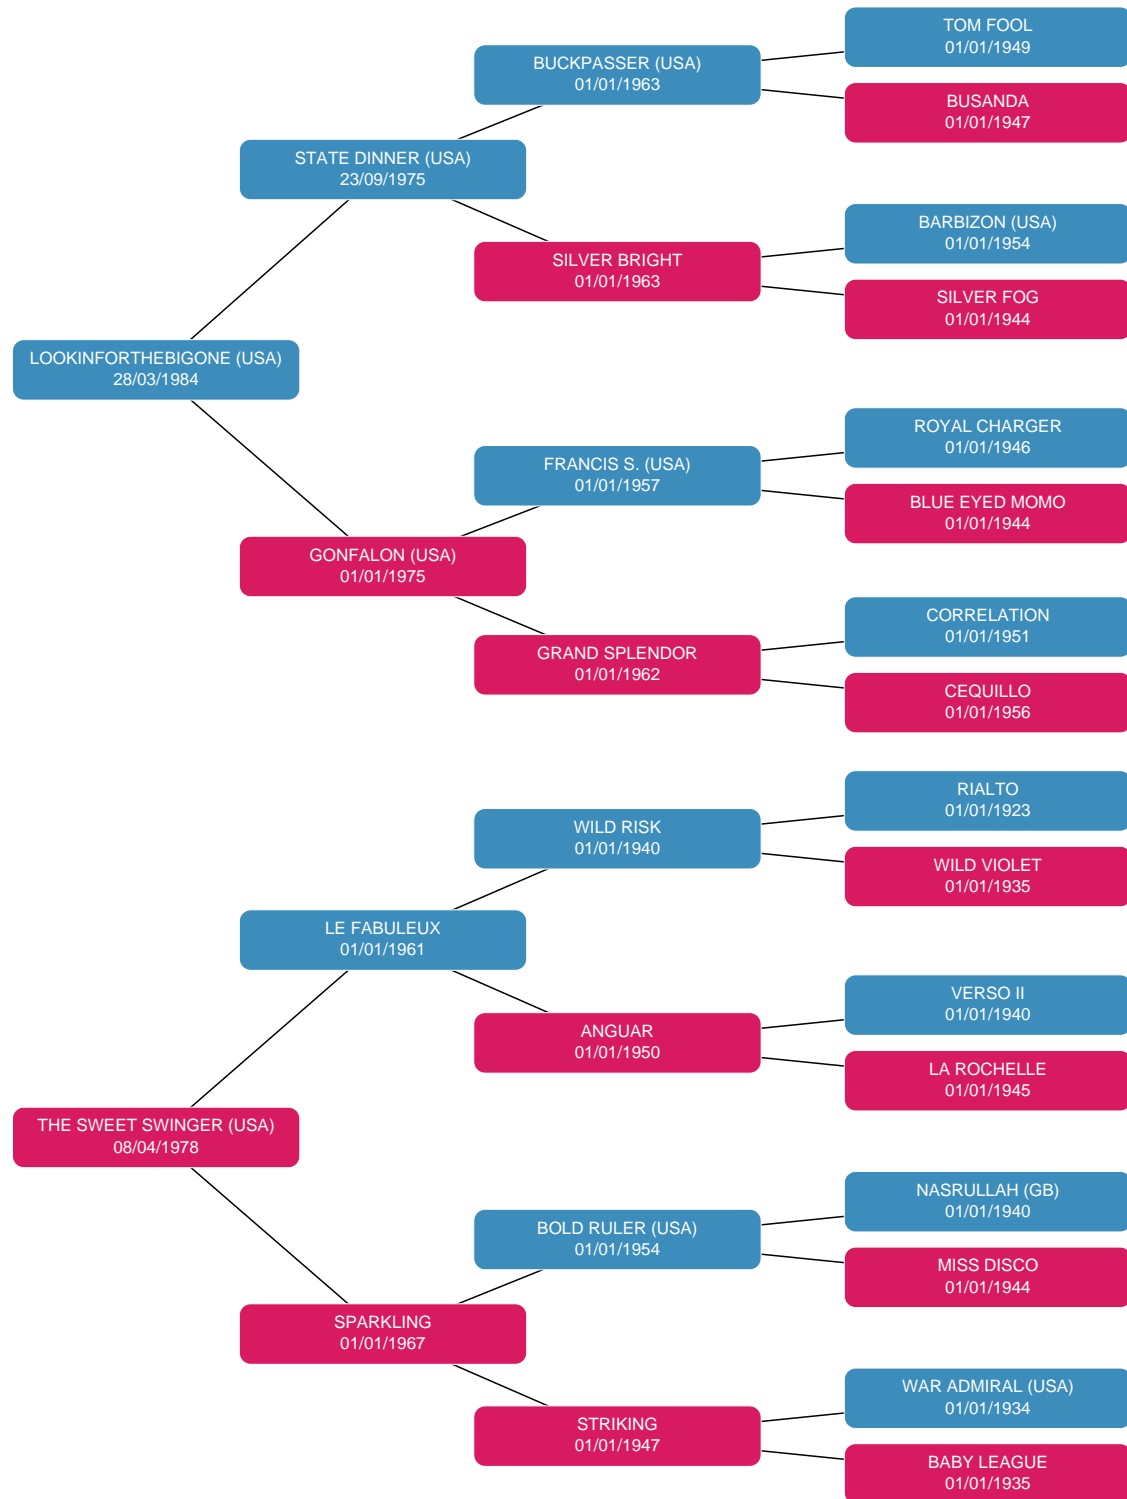 TOM FOOL
01/01/1949
BUCKPASSER (USA)
01/01/1963
BUSANDA
01/01/1947
STATE DINNER (USA)
23/09/1975
BARBIZON (USA)
01/01/1954
SILVER BRIGHT
01/01/1963
SILVER FOG
01/01/1944
LOOKINFORTHEBIGONE (USA)
28/03/1984
ROYAL CHARGER
01/01/1946
FRANCIS S. (USA)
01/01/1957
BLUE EYED MOMO
01/01/1944
GONFALON (USA)
01/01/1975
CORRELATION
01/01/1951
GRAND SPLENDOR
01/01/1962
CEQUILLO
01/01/1956
RIALTO
01/01/1923
WILD RISK
01/01/1940
WILD VIOLET
01/01/1935
LE FABULEUX
01/01/1961
VERSO II
01/01/1940
ANGUAR
01/01/1950
LA ROCHELLE
01/01/1945
THE SWEET SWINGER (USA)
08/04/1978
NASRULLAH (GB)
01/01/1940
BOLD RULER (USA)
01/01/1954
MISS DISCO
01/01/1944
SPARKLING
01/01/1967
WAR ADMIRAL (USA)
01/01/1934
STRIKING
01/01/1947
BABY LEAGUE
01/01/1935